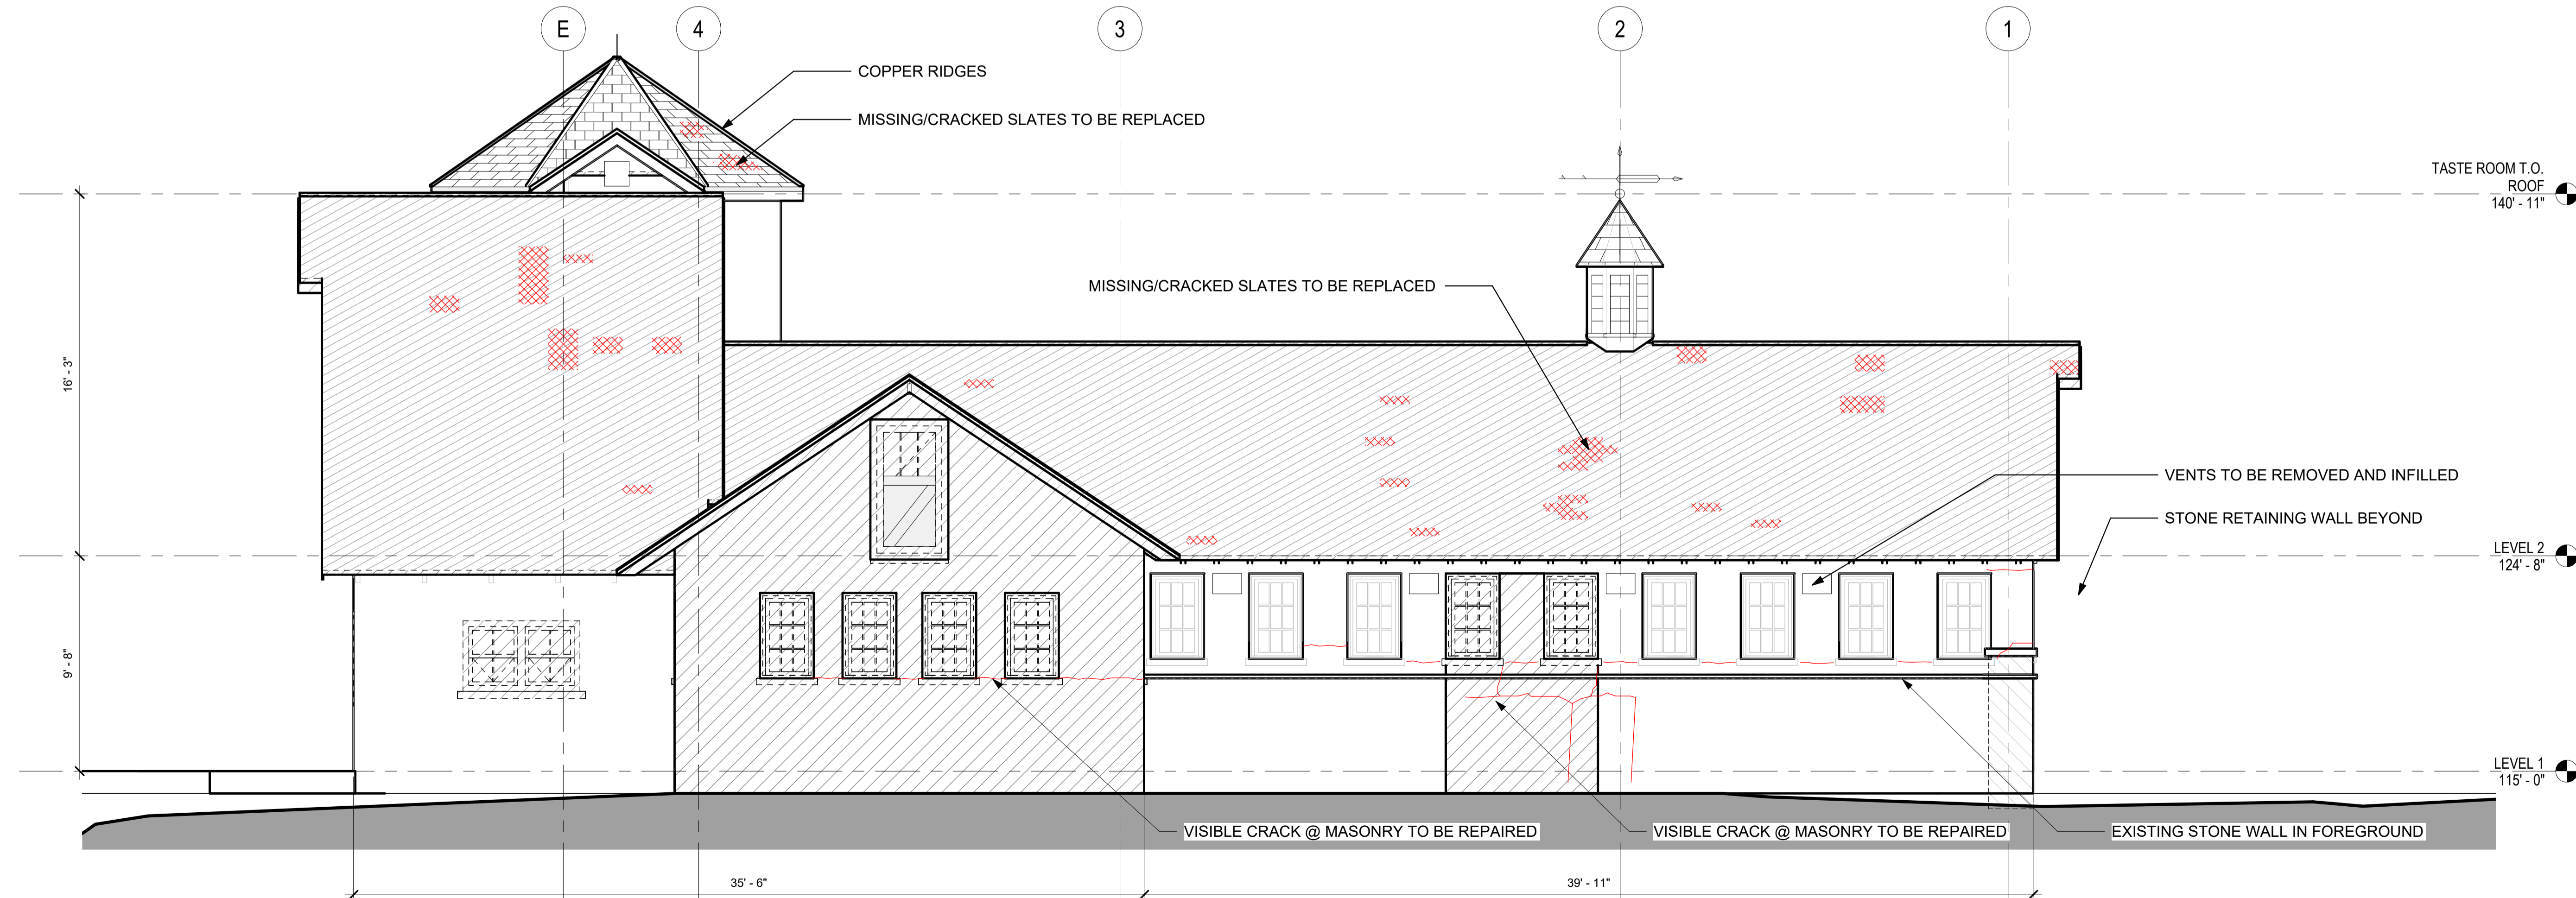 E
4
3
2
1
COPPER RIDGES
MISSING/CRACKED SLATES TO BE REPLACED
TASTE ROOM T.O.
ROOF
140' - 11"
MISSING/CRACKED SLATES TO BE REPLACED
16' - 3"
VENTS TO BE REMOVED AND INFILLED
STONE RETAINING WALL BEYOND
LEVEL 2
124' - 8"
9' - 8"
LEVEL 1
115' - 0"
VISIBLE CRACK @ MASONRY TO BE REPAIRED
VISIBLE CRACK @ MASONRY TO BE REPAIRED
EXISTING STONE WALL IN FOREGROUND
35' - 6"
39' - 11"